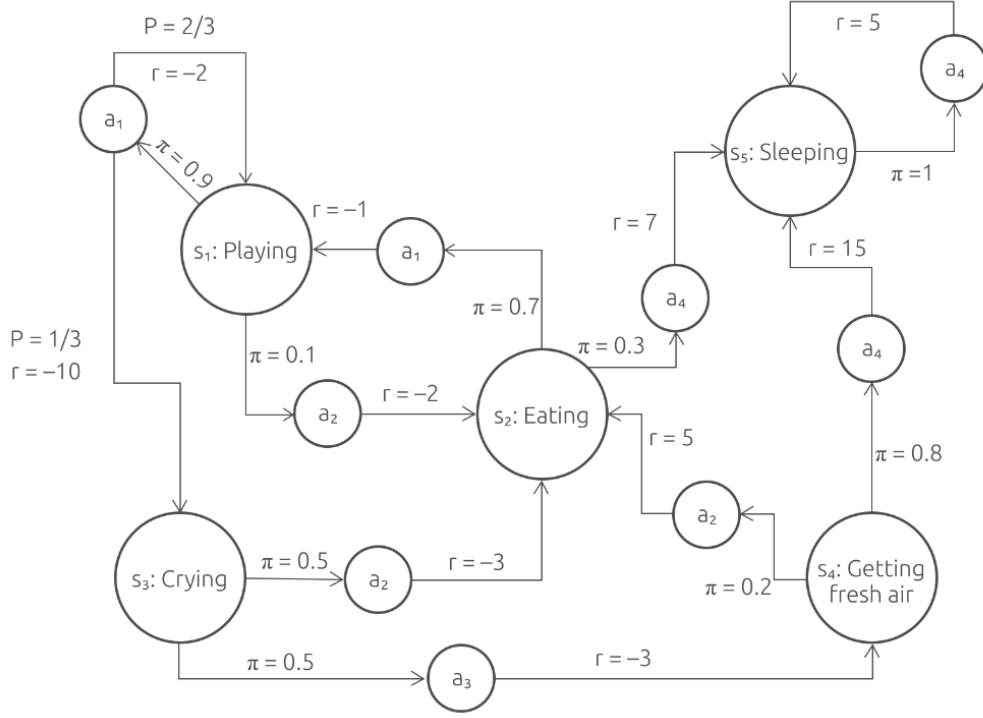 P = 2/3
r = –2
a₁
π = 0.9
s₁: Playing
r = –1
a₁
P = 1/3
r = –10
π = 0.1
a₂
r = –2
π = 0.7
π = 0.3
s₂: Eating
r = 7
a₄
r = 5
a₄
s₅: Sleeping
π =1
r = 15
a₄
π = 0.8
r = 5
a₂
π = 0.2
s₄: Getting
fresh air
s₃: Crying
π = 0.5
a₂
r = –3
π = 0.5
a₃
r = –3